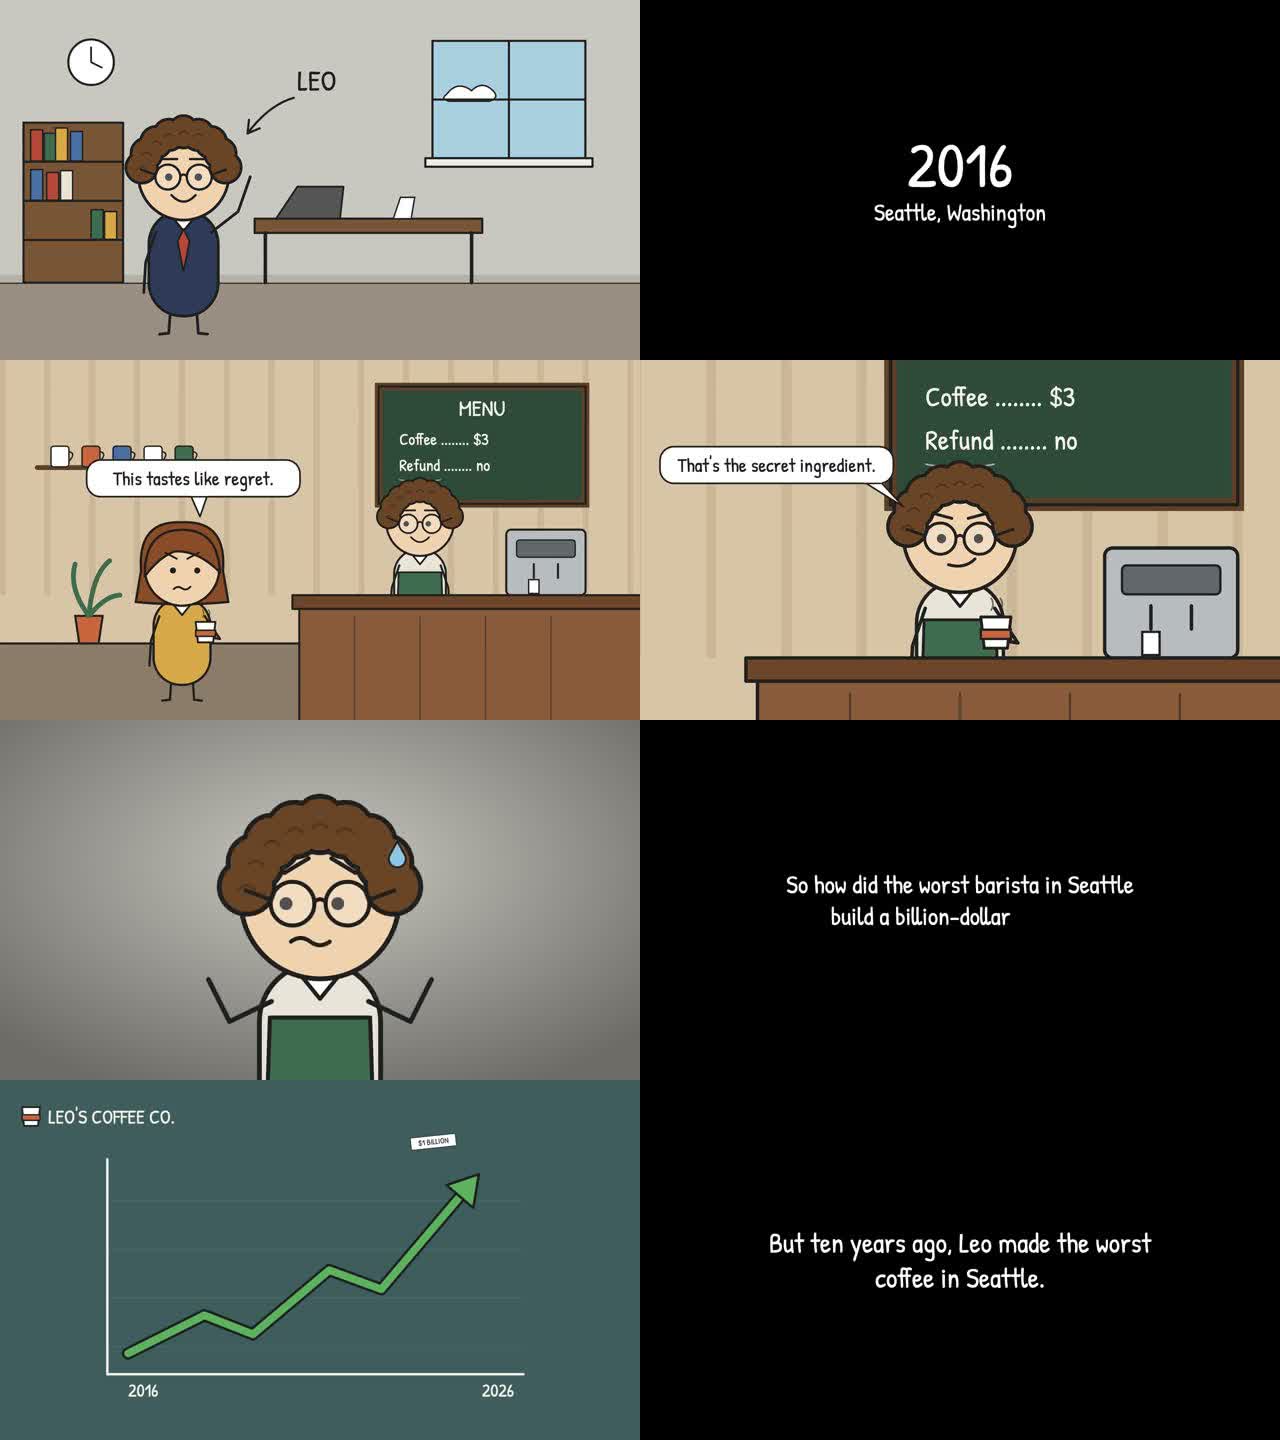 LEO
2016
Seattle, Washington
MENU
Coffee ........ $3
Refund ........ no
This tastes like regret.
Coffee ........ $3
Refund ........ no
That's the secret ingredient.
So how did the worst barista in Seattle
build a billion-dollar
LEO'S COFFEE CO.
$1 BILLION
2016
2026
But ten years ago, Leo made the worst
coffee in Seattle.